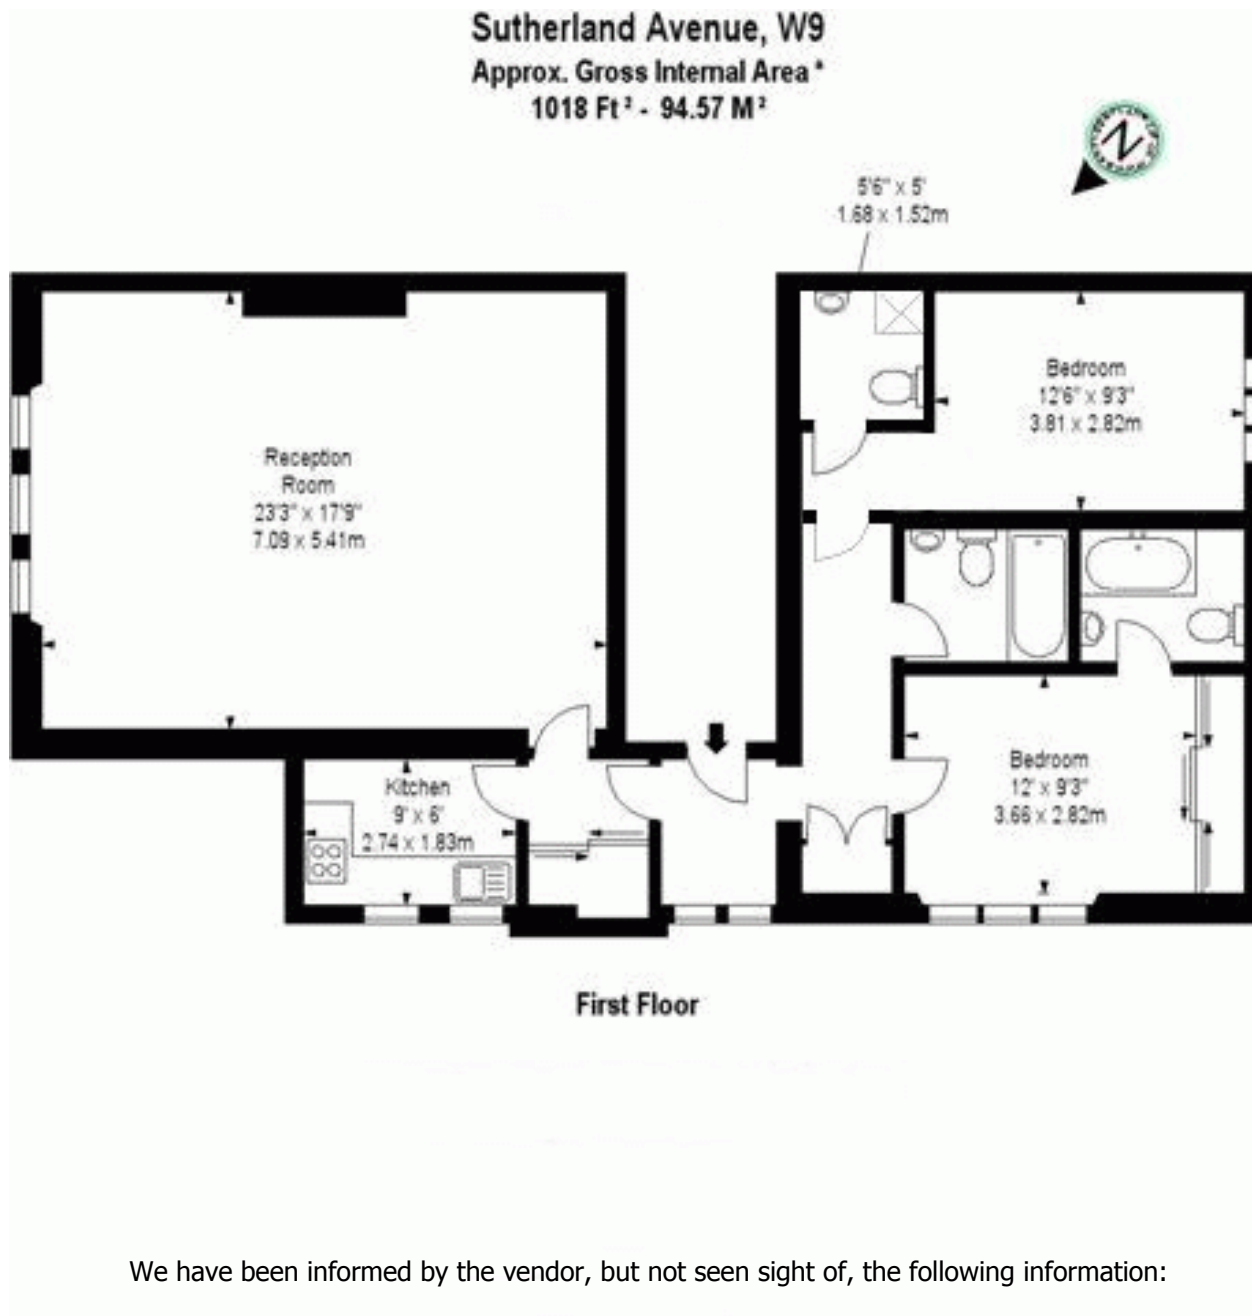 Sutherland Avenue, W9
Approx. Gross Internal Area *
1018 Ft ² - 94.57 M ²
N
5'6" x 5'
1.68 x 1.52m
Bedroom
12'6" x 9'3"
3.81 x 2.82m
Reception
Room
23'3" x 17'9"
7.09 x 5.41m
Kitchen
9' x 6'
2.74 x 1.83m
Bedroom
12' x 9'3"
3.66 x 2.82m
First Floor
We have been informed by the vendor, but not seen sight of, the following information: